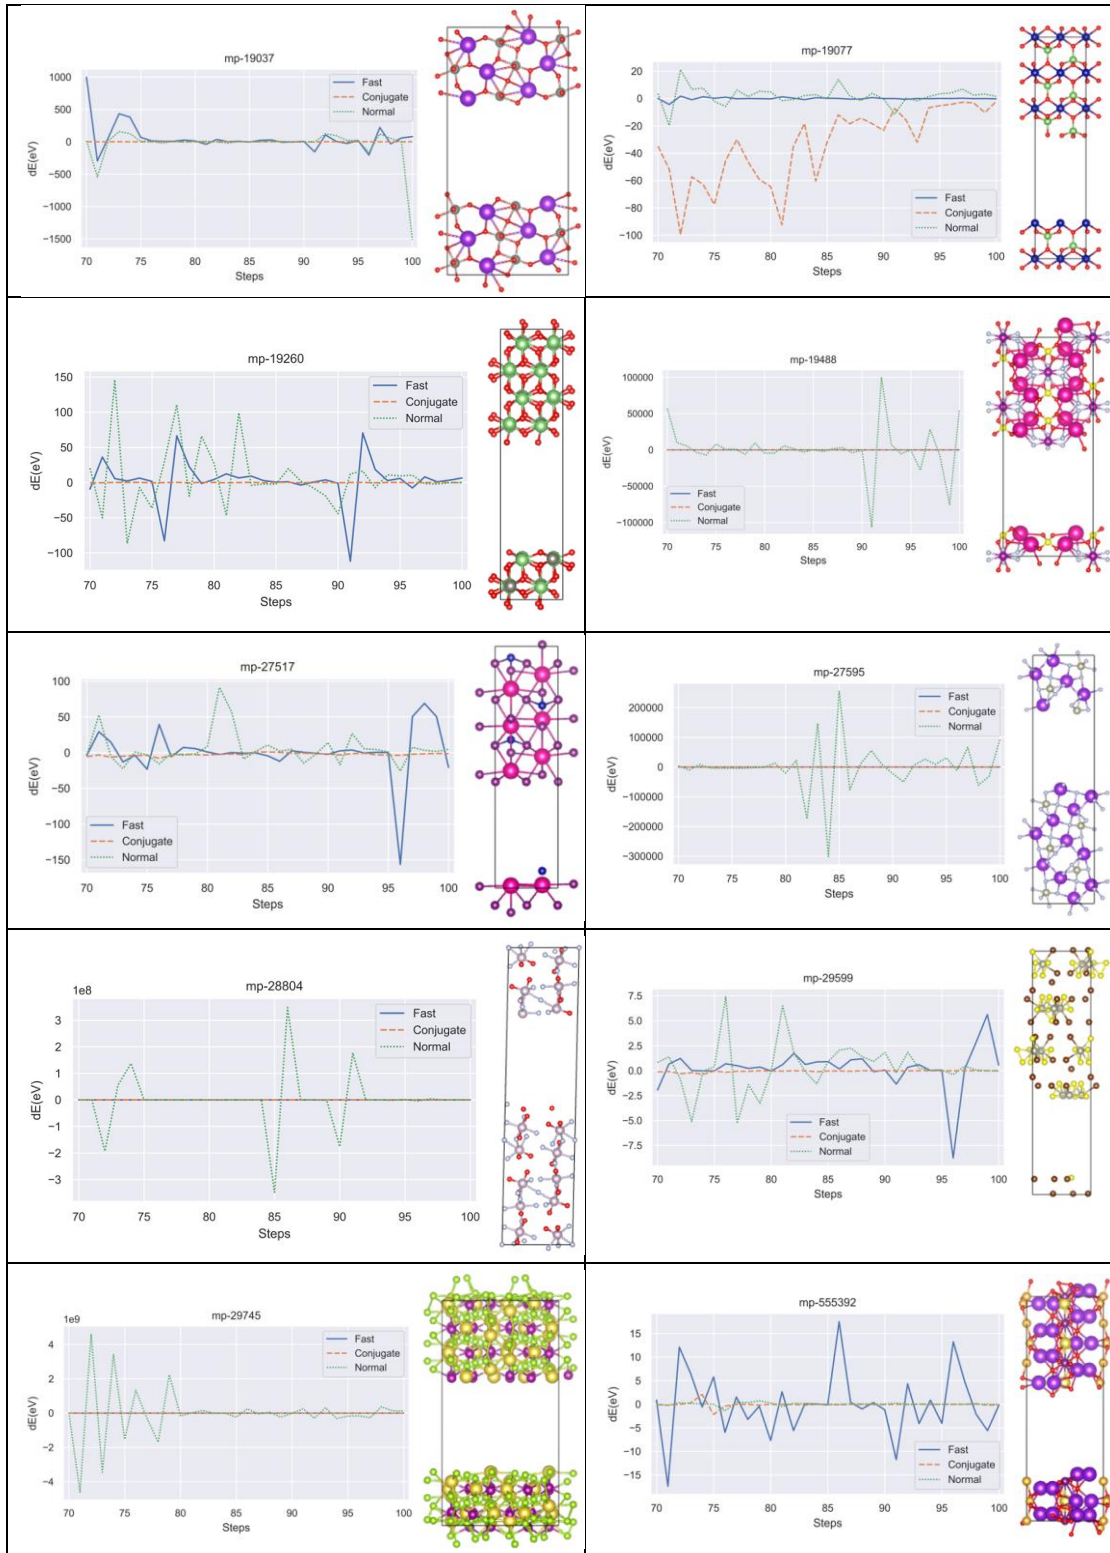 mp-19037
1000
500
0
−500
−1000
−1500
dE(eV)
Fast
Conjugate
Normal
70 75 80 85 90 95 100
Steps
mp-19077
20
0
−20
−40
−60
−80
−100
dE(eV)
Fast
Conjugate
Normal
70 75 80 85 90 95 100
Steps
mp-19260
150
100
50
0
−50
−100
dE(eV)
Fast
Conjugate
Normal
70 75 80 85 90 95 100
Steps
mp-19488
100000
50000
0
−50000
−100000
dE(eV)
Fast
Conjugate
Normal
70 75 80 85 90 95 100
Steps
mp-27517
100
50
0
−50
−100
−150
dE(eV)
Fast
Conjugate
Normal
70 75 80 85 90 95 100
Steps
mp-27595
200000
100000
0
−100000
−200000
−300000
dE(eV)
Fast
Conjugate
Normal
70 75 80 85 90 95 100
Steps
mp-28804
1e8
3
2
1
0
−1
−2
−3
dE(eV)
Fast
Conjugate
Normal
70 75 80 85 90 95 100
Steps
mp-29599
7.5
5.0
2.5
0.0
−2.5
−5.0
−7.5
dE(eV)
Fast
Conjugate
Normal
70 75 80 85 90 95 100
Steps
mp-29745
1e9
4
2
0
−2
−4
dE(eV)
Fast
Conjugate
Normal
70 75 80 85 90 95 100
Steps
mp-555392
15
10
5
0
−5
−10
−15
dE(eV)
Fast
Conjugate
Normal
70 75 80 85 90 95 100
Steps